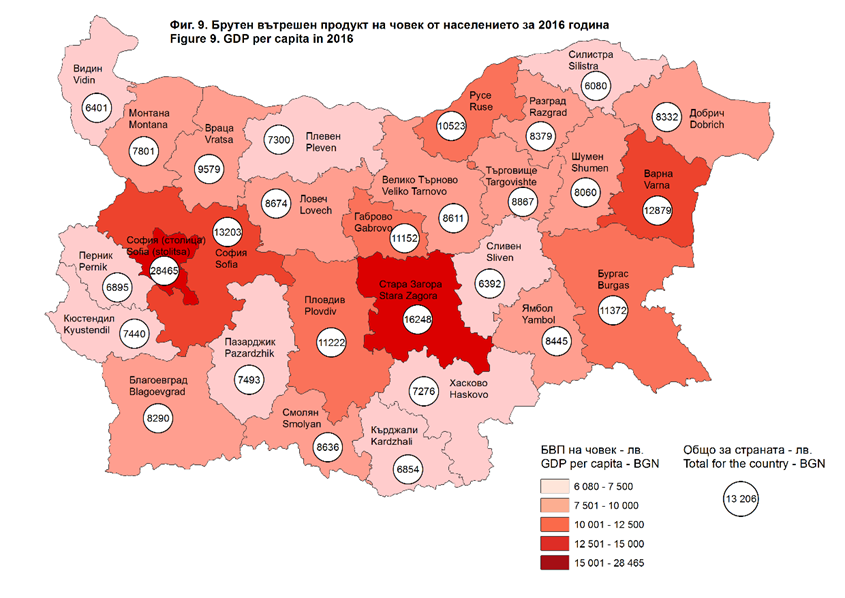 Фиг. 9. Брутен вътрешен продукт на човек от населението за 2016 година
Figure 9. GDP per capita in 2016
Видин
Vidin
6401
Монтана
Montana
7801
Враца
Vratsa
9579
Плевен
Pleven
7300
Русе
Ruse
10523
Силистра
Silistra
6080
Разград
Razgrad
8379
Добрич
Dobrich
8332
Шумен
Shumen
8060
Варна
Varna
12879
Търговище
Targovishte
8867
Велико Търново
Veliko Tarnovo
8611
Ловеч
Lovech
8674
Габрово
Gabrovo
11152
София (столица)
Sofia (stolitsa)
28465
13203
София
Sofia
Перник
Pernik
6895
Кюстендил
Kyustendil
7440
Пазарджик
Pazardzhik
7493
Пловдив
Plovdiv
11222
Стара Загора
Stara Zagora
16248
Сливен
Sliven
6392
Ямбол
Yambol
8445
Бургас
Burgas
11372
Благоевград
Blagoevgrad
8290
Смолян
Smolyan
8636
Хасково
Haskovo
7276
Кърджали
Kardzhali
6854
БВП на човек - лв.
GDP per capita - BGN
6 080 - 7 500
7 501 - 10 000
10 001 - 12 500
12 501 - 15 000
15 001 - 28 465
Общо за страната - лв.
Total for the country - BGN
13 206